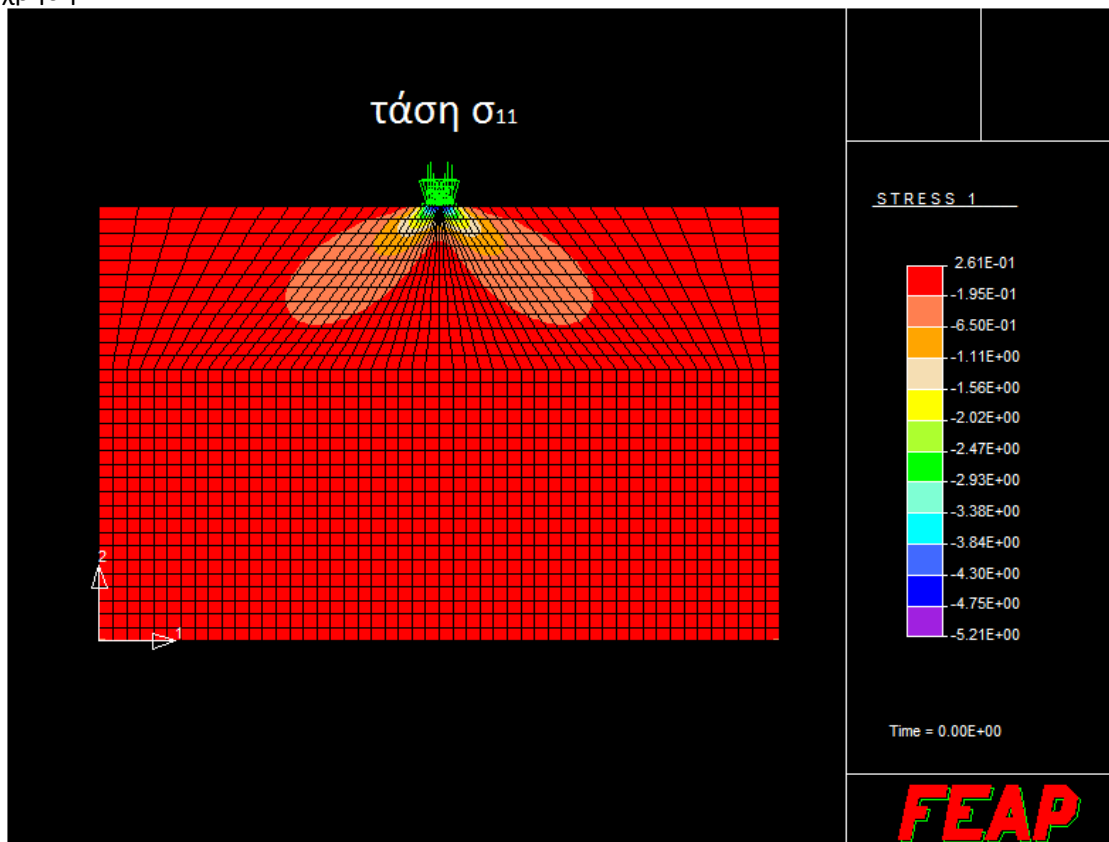 τάση σ11
STRESS 1
2.61E-01
-1.95E-01
-6.50E-01
-1.11E+00
-1.56E+00
-2.02E+00
-2.47E+00
-2.93E+00
-3.38E+00
-3.84E+00
-4.30E+00
-4.75E+00
-5.21E+00
2
1
Time = 0.00E+00
FEAP